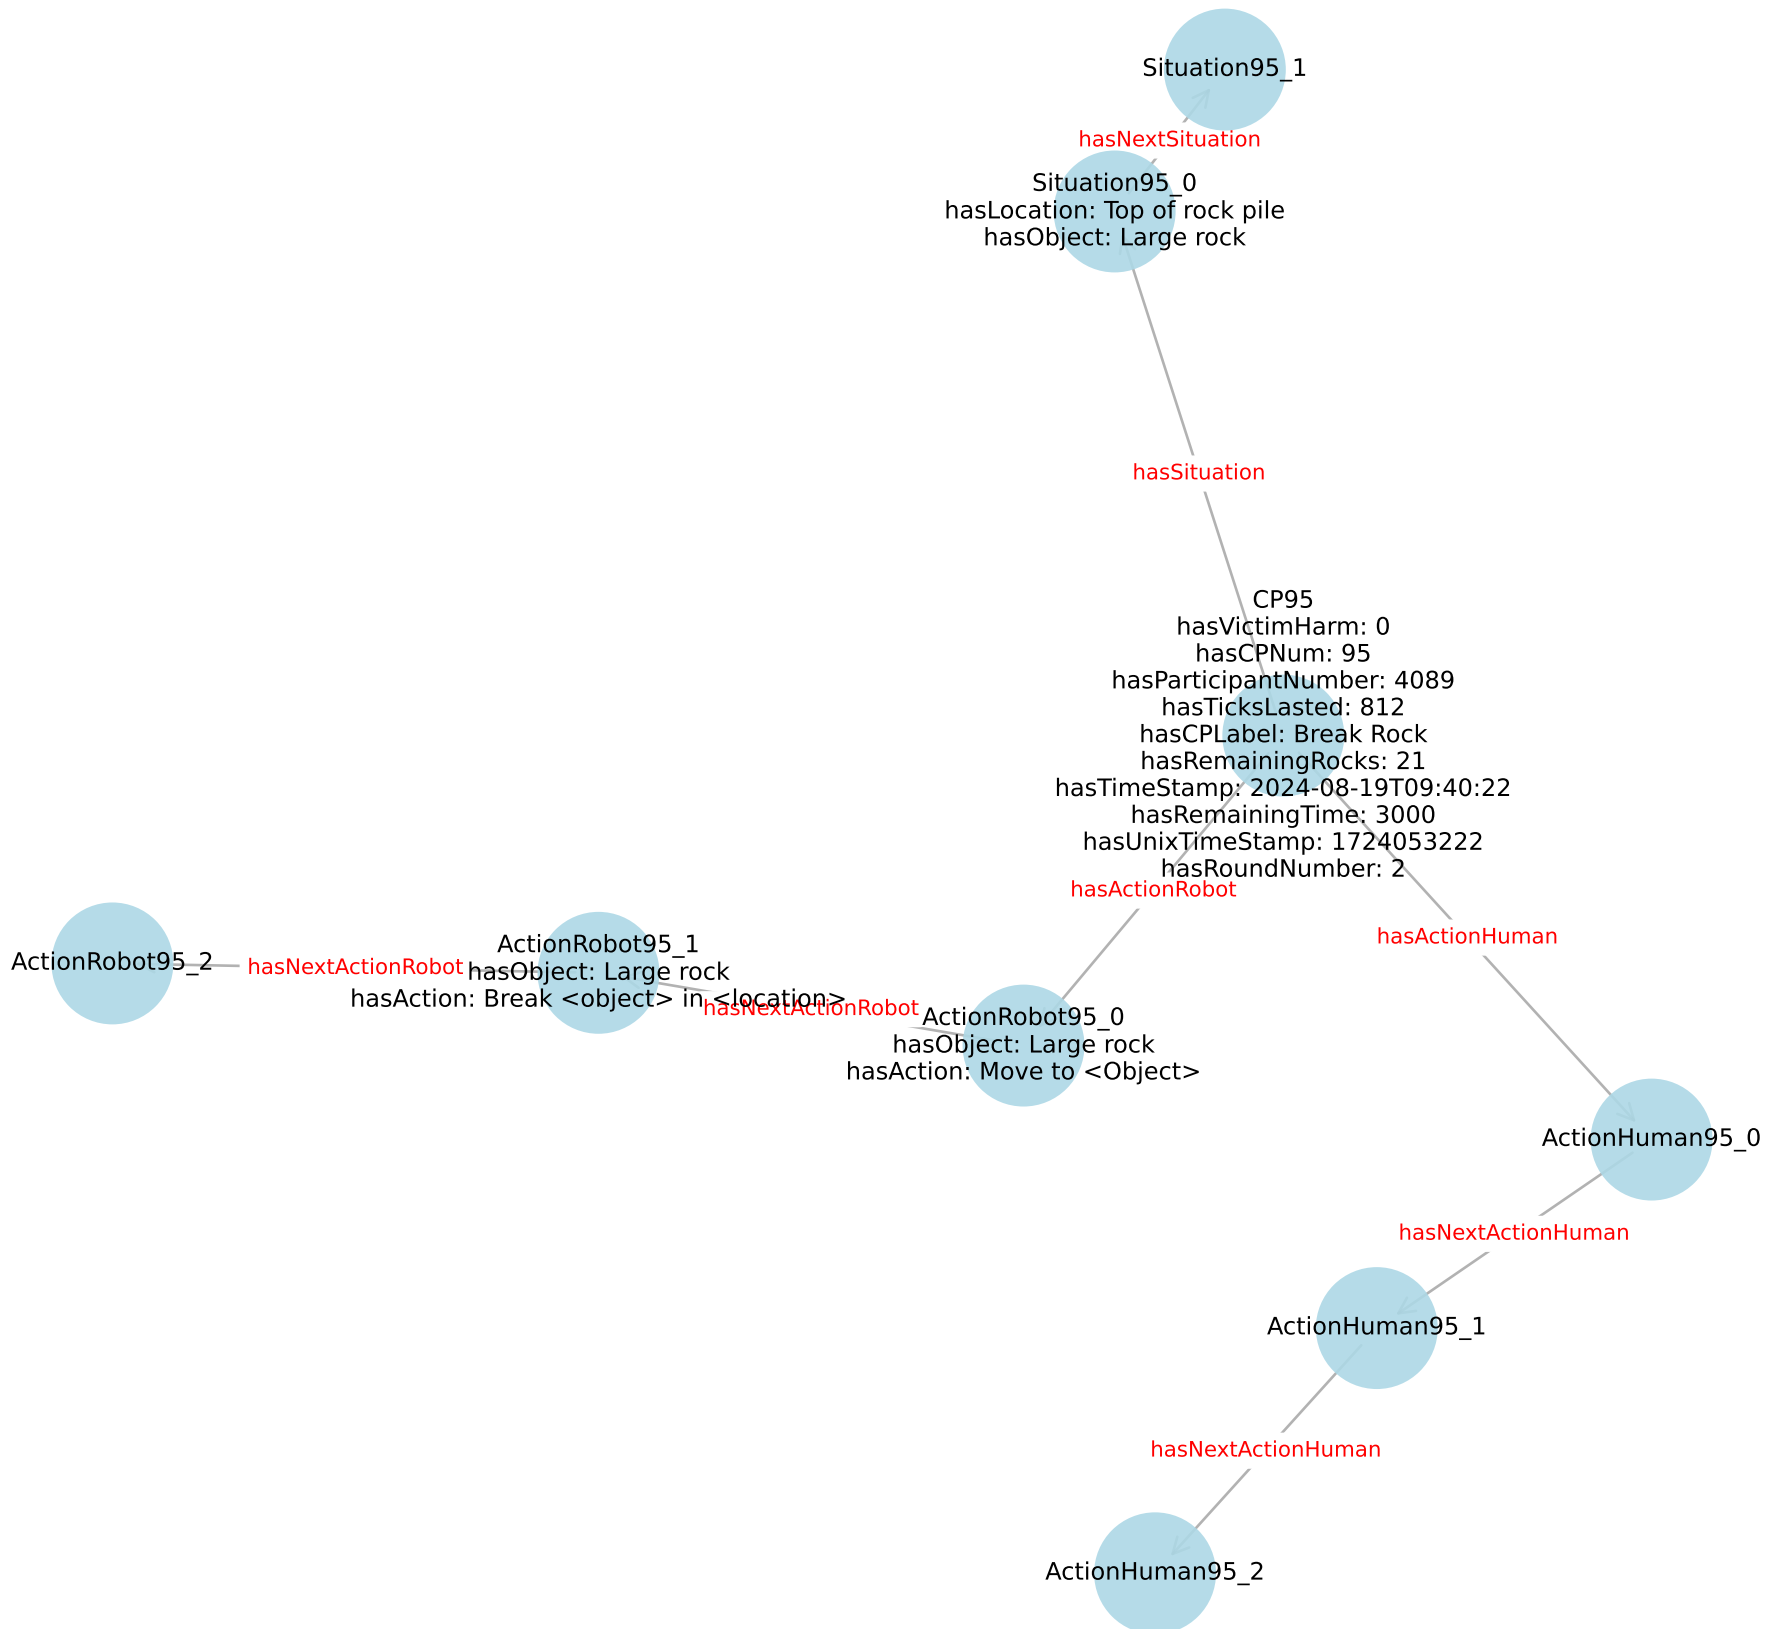 Situation95_1
hasNextSituation
Situation95_0
hasLocation: Top of rock pile
hasObject: Large rock
hasSituation
CP95
hasVictimHarm: 0
hasCPNum: 95
hasParticipantNumber: 4089
hasTicksLasted: 812
hasCPLabel: Break Rock
hasRemainingRocks: 21
hasTimeStamp: 2024-08-19T09:40:22
hasRemainingTime: 3000
hasUnixTimeStamp: 1724053222
hasRoundNumber: 2
hasActionRobot
hasActionHuman
ActionRobot95_2
hasNextActionRobot
ActionRobot95_1
hasObject: Large rock
hasAction: Break <object> in <location>
hasNextActionRobot
ActionRobot95_0
hasObject: Large rock
hasAction: Move to <Object>
ActionHuman95_0
hasNextActionHuman
ActionHuman95_1
hasNextActionHuman
ActionHuman95_2